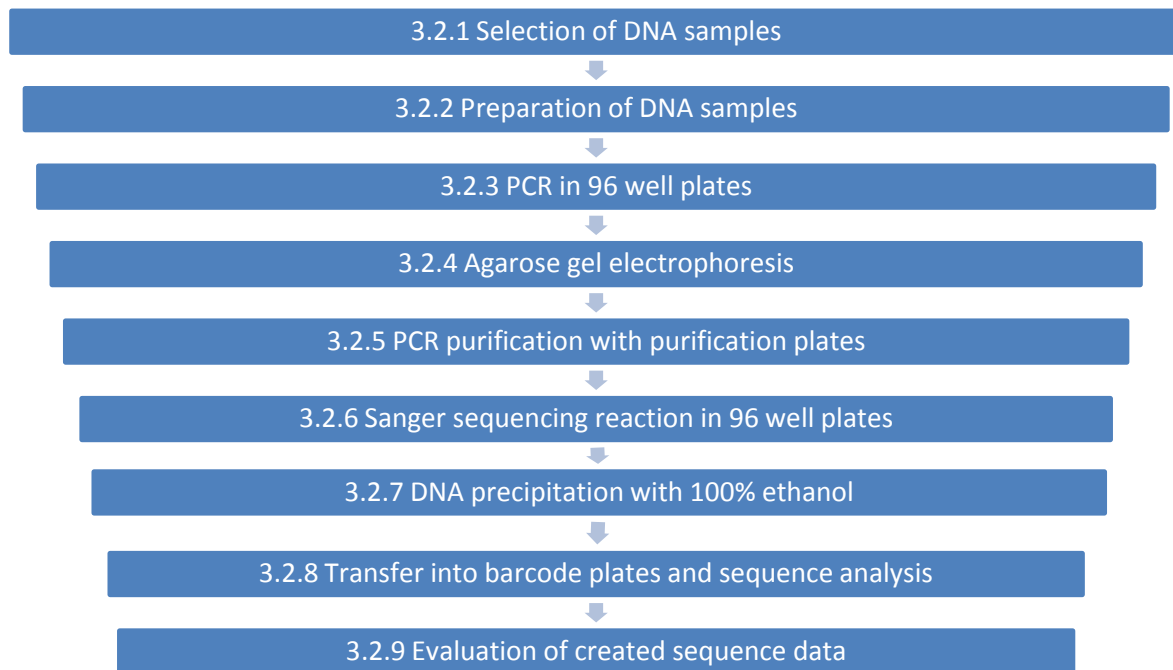 3.2.1 Selection of DNA samples
3.2.2 Preparation of DNA samples
3.2.3 PCR in 96 well plates
3.2.4 Agarose gel electrophoresis
3.2.5 PCR purification with purification plates
3.2.6 Sanger sequencing reaction in 96 well plates
3.2.7 DNA precipitation with 100% ethanol
3.2.8 Transfer into barcode plates and sequence analysis
3.2.9 Evaluation of created sequence data